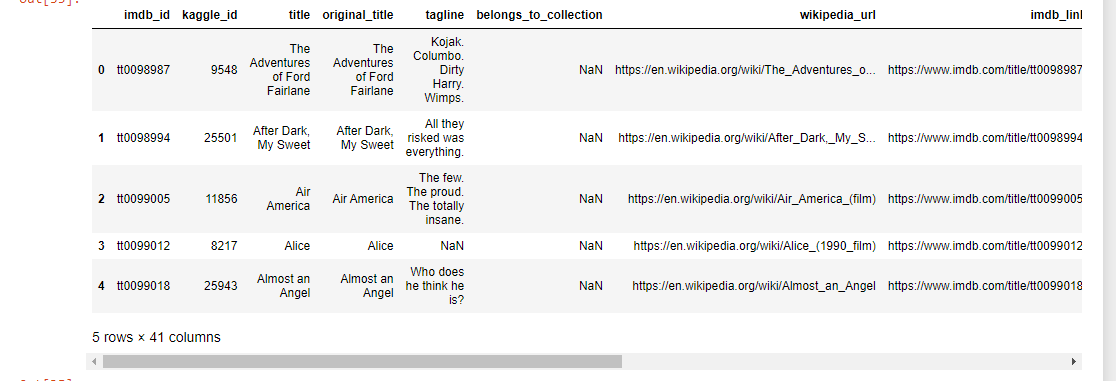 imdb_id kaggle_id title original_title tagline belongs_to_collection wikipedia_url imdb_link
0 tt0098987 9548 The Adventures of Ford Fairlane The Adventures of Ford Fairlane Kojak. Columbo. Dirty Harry. Wimps. NaN https://en.wikipedia.org/wiki/The_Adventures_o... https://www.imdb.com/title/tt0098987
1 tt0098994 25501 After Dark, My Sweet After Dark, My Sweet All they risked was everything. NaN https://en.wikipedia.org/wiki/After_Dark,_My_S... https://www.imdb.com/title/tt0098994
2 tt0099005 11856 Air America Air America The few. The proud. The totally insane. NaN https://en.wikipedia.org/wiki/Air_America_(film) https://www.imdb.com/title/tt0099005
3 tt0099012 8217 Alice Alice NaN NaN https://en.wikipedia.org/wiki/Alice_(1990_film) https://www.imdb.com/title/tt0099012
4 tt0099018 25943 Almost an Angel Almost an Angel Who does he think he is? NaN https://en.wikipedia.org/wiki/Almost_an_Angel https://www.imdb.com/title/tt0099018
5 rows × 41 columns